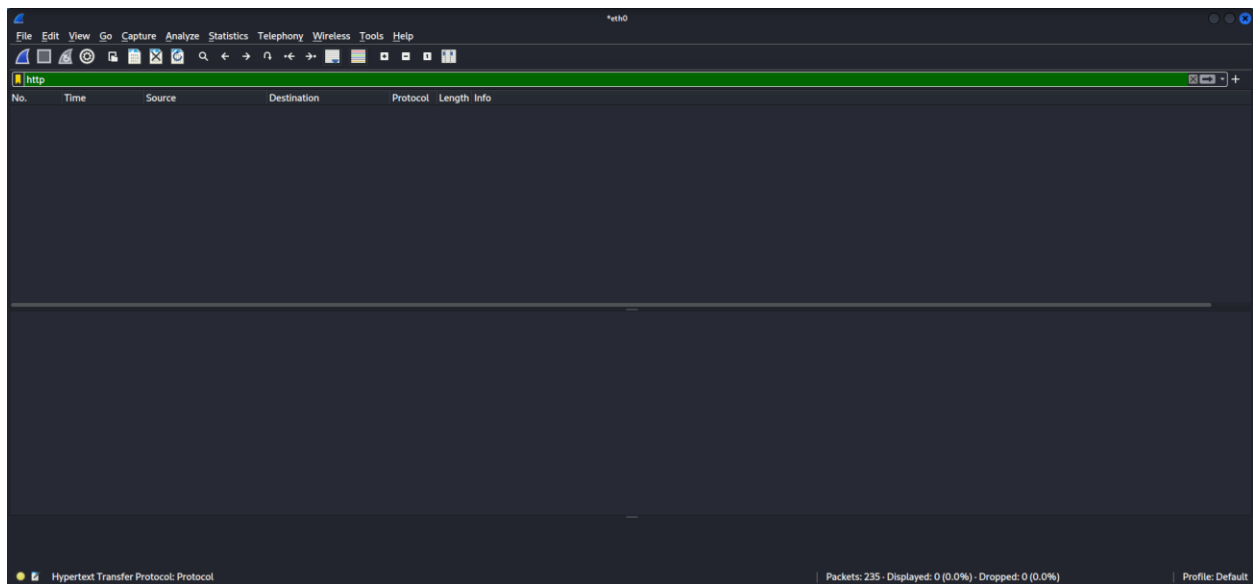 *eth0
File Edit View Go Capture Analyze Statistics Telephony Wireless Tools Help
http
No. Time Source Destination Protocol Length Info
Hypertext Transfer Protocol: Protocol Packets: 235 · Displayed: 0 (0.0%) · Dropped: 0 (0.0%) Profile: Default